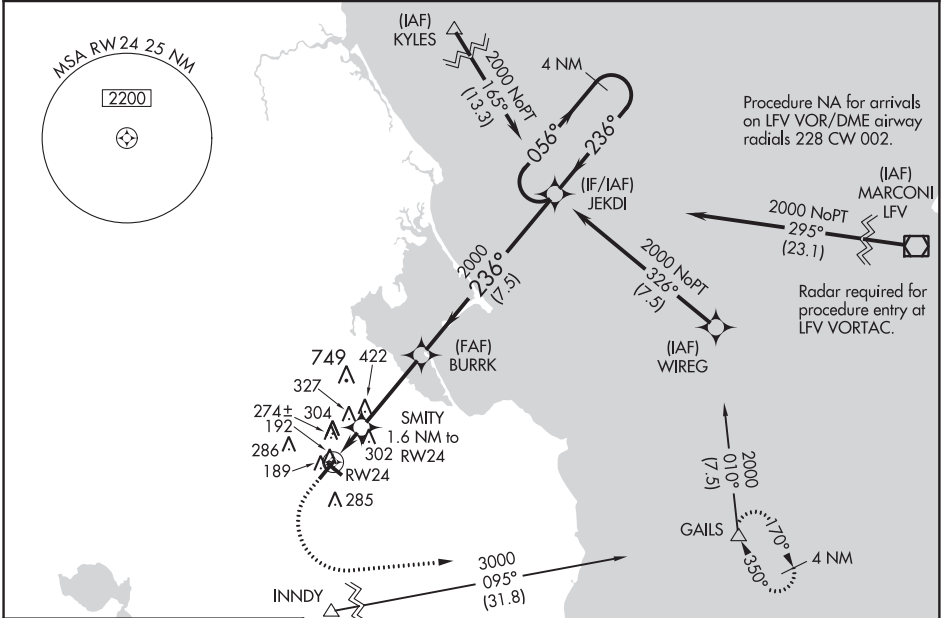 MSA RW24 25 NM
2200
(IAF)
KYLES
2000 NoPT
165°
(13.3)
4 NM
056°
236°
(IF/IAF)
JEKDI
Procedure NA for arrivals
on LFV VOR/DME airway
radials 228 CW 002.
(IAF)
MARCONI
LFV
2000 NoPT
295°
(23.1)
Radar required for
procedure entry at
LFV VORTAC.
2000
236°
(7.5)
2000 NoPT
326°
(7.5)
(IAF)
WIREG
(FAF)
BURRK
749
422
327
274±
304
192
286
189
302
SMITY
1.6 NM to
RW24
RW24
285
2000
010°
(7.5)
GAILS
170°
350°
4 NM
3000
095°
(31.8)
INNDY